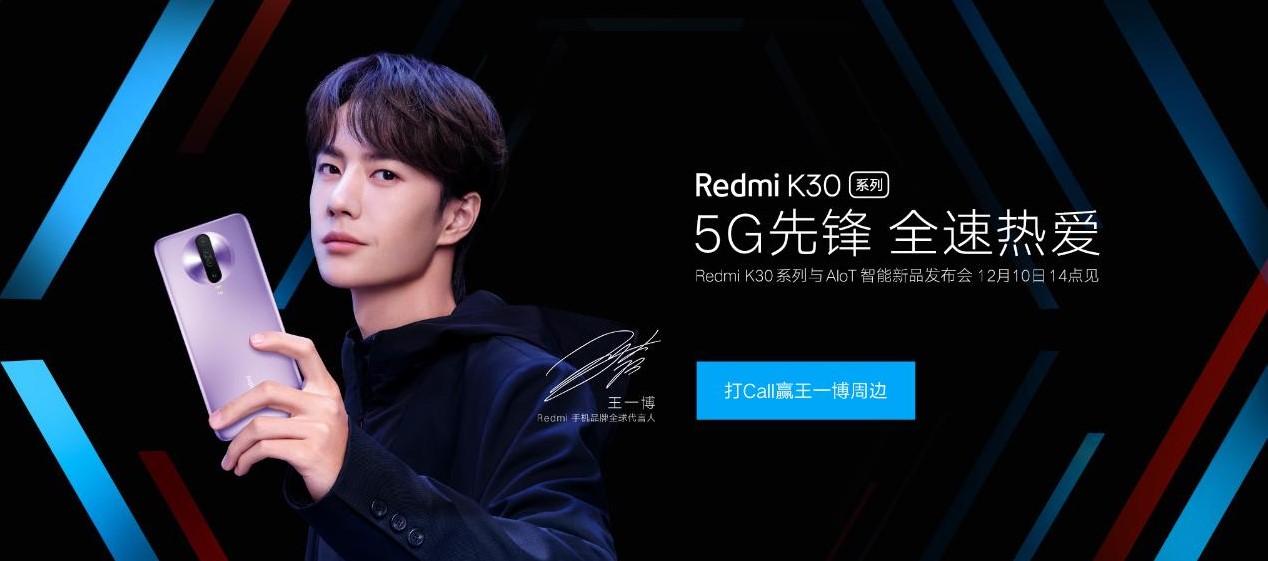 Redmi K30 系列
5G先锋 全速热爱
Redmi K30 系列与 AIoT 智能新品发布会 12月10日 14点见
王一博
Redmi 手机品牌全球代言人
打Call赢王一博周边